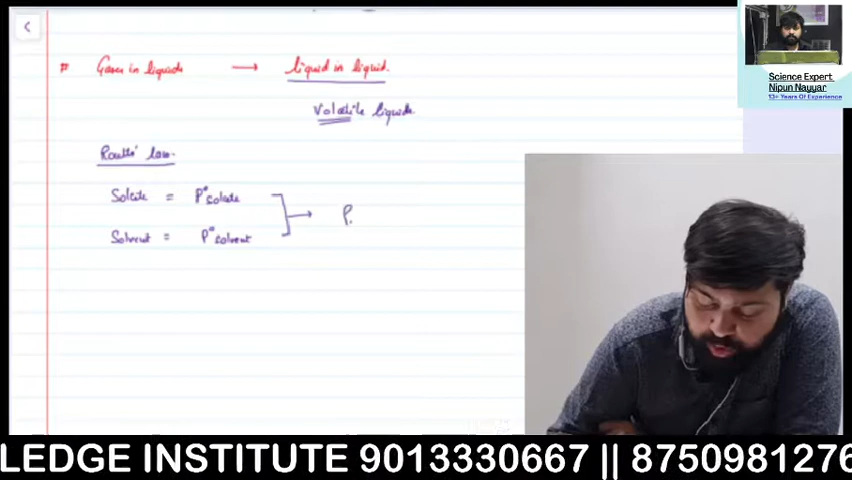 # Gases in liquids → liquid in liquid.
Volatile liquids.
Raoults' law.
Solute = P°solute
Solvent = P°solvent
P.
Science Expert
Nipun Nayyar
13+ Years Of Experience
LEDGE INSTITUTE 9013330667 || 8750981276